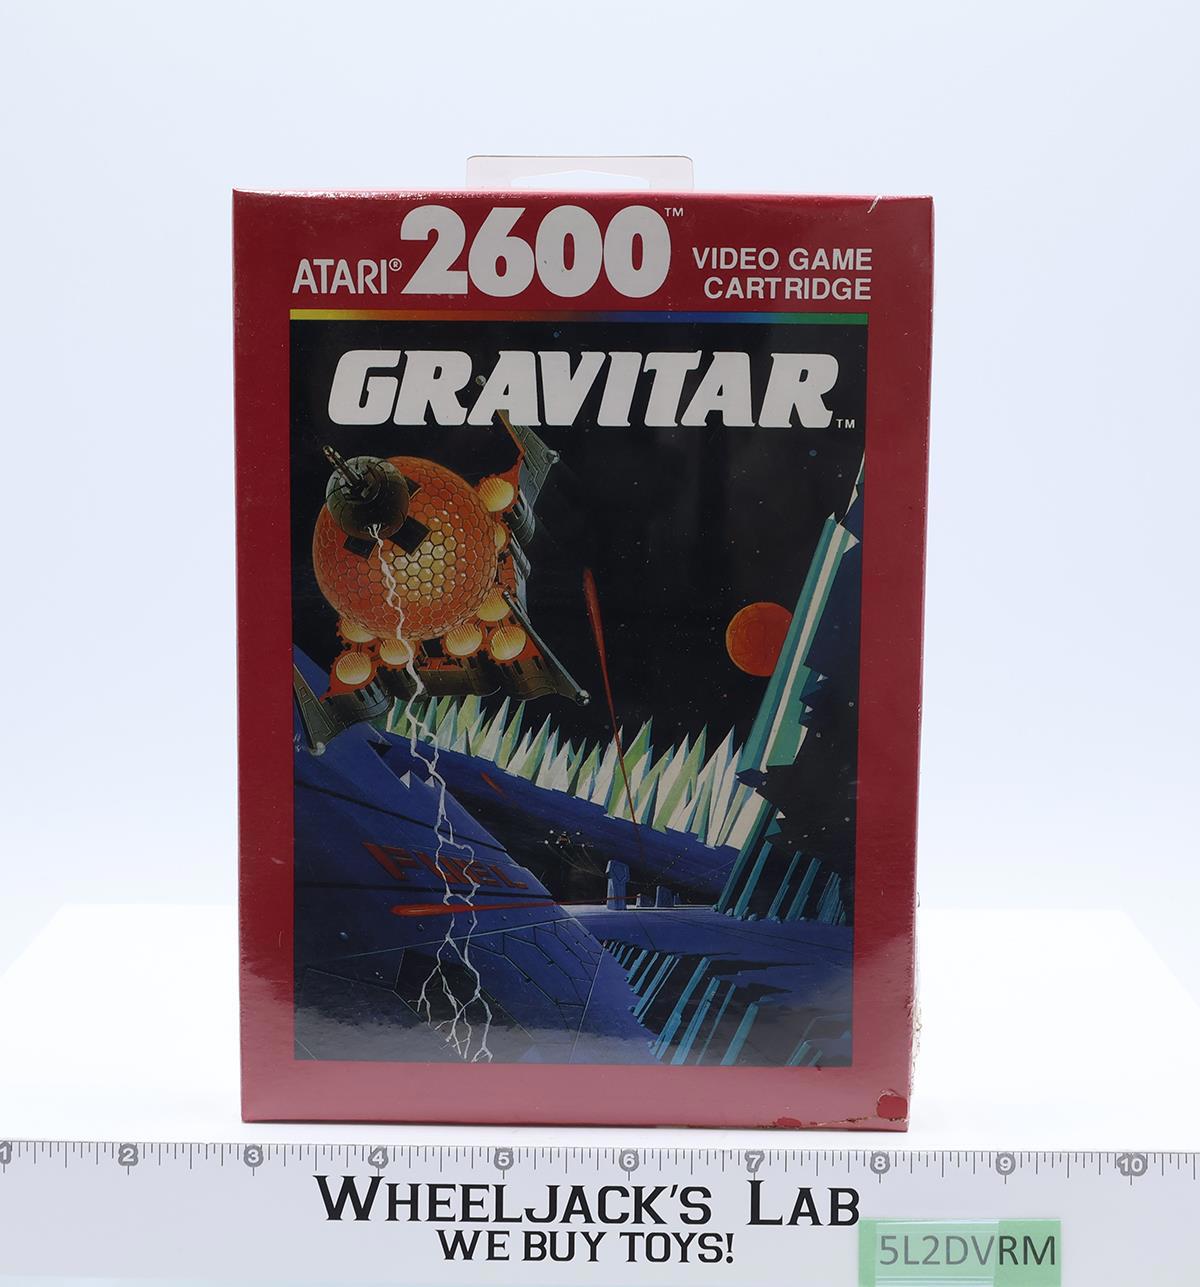 ATARI® 2600™
VIDEO GAME
CARTRIDGE
GRAVITAR™
FUEL
1 2 3 4 5 6 7 8 9 10
WHEELJACK'S LAB
WE BUY TOYS!
5L2DVRM